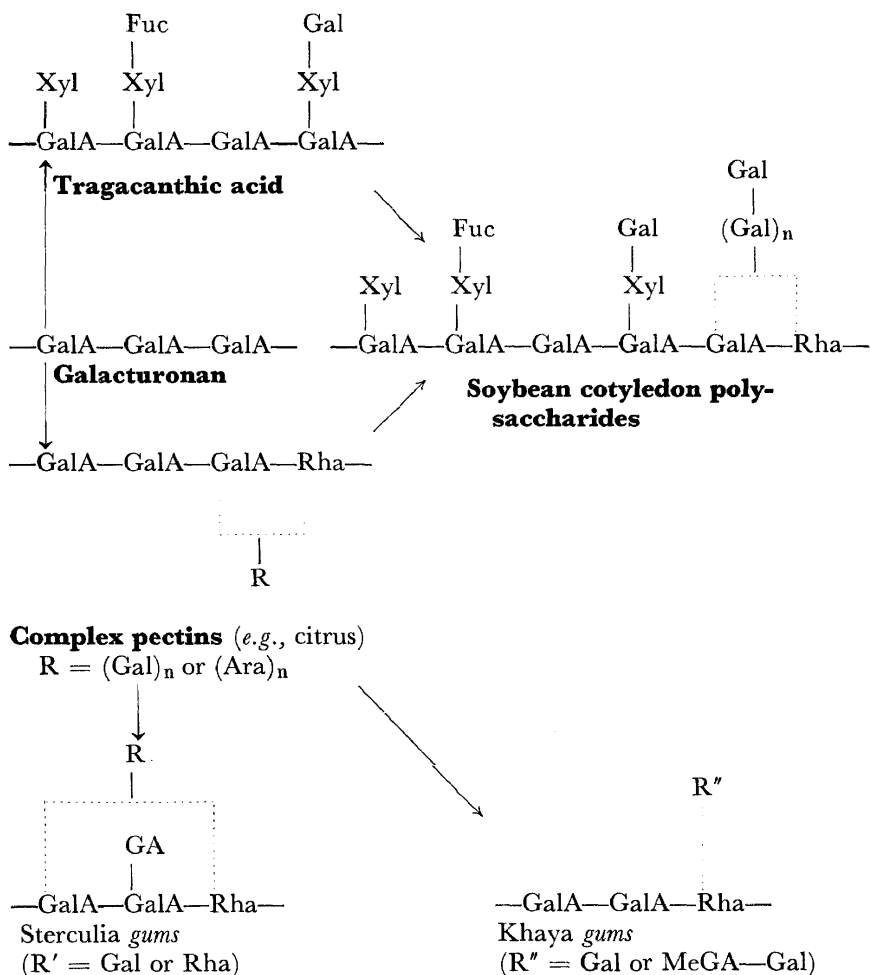 Fuc Gal
Xyl Xyl Xyl
—GalA—GalA—GalA—GalA—
Tragacanthic acid
Gal
Fuc Gal (Gal)n
Xyl Xyl Xyl
—GalA—GalA—GalA— —GalA—GalA—GalA—GalA—GalA—Rha—
Galacturonan
Soybean cotyledon poly-
saccharides
—GalA—GalA—GalA—Rha—
R
Complex pectins (e.g., citrus)
R = (Gal)n or (Ara)n
R
R″
GA
—GalA—GalA—Rha— —GalA—GalA—Rha—
Sterculia gums
(R′ = Gal or Rha)
Khaya gums
(R″ = Gal or MeGA—Gal)